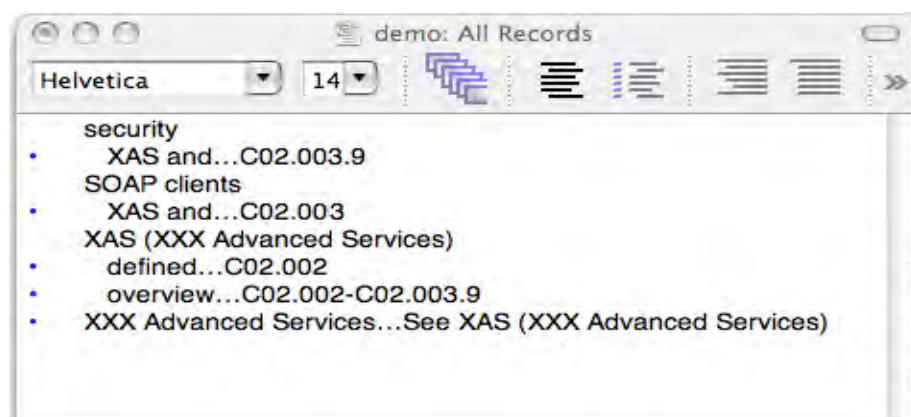 demo: All Records
Helvetica 14
security
XAS and...C02.003.9
SOAP clients
XAS and...C02.003
XAS (XXX Advanced Services)
defined...C02.002
overview...C02.002-C02.003.9
XXX Advanced Services...See XAS (XXX Advanced Services)